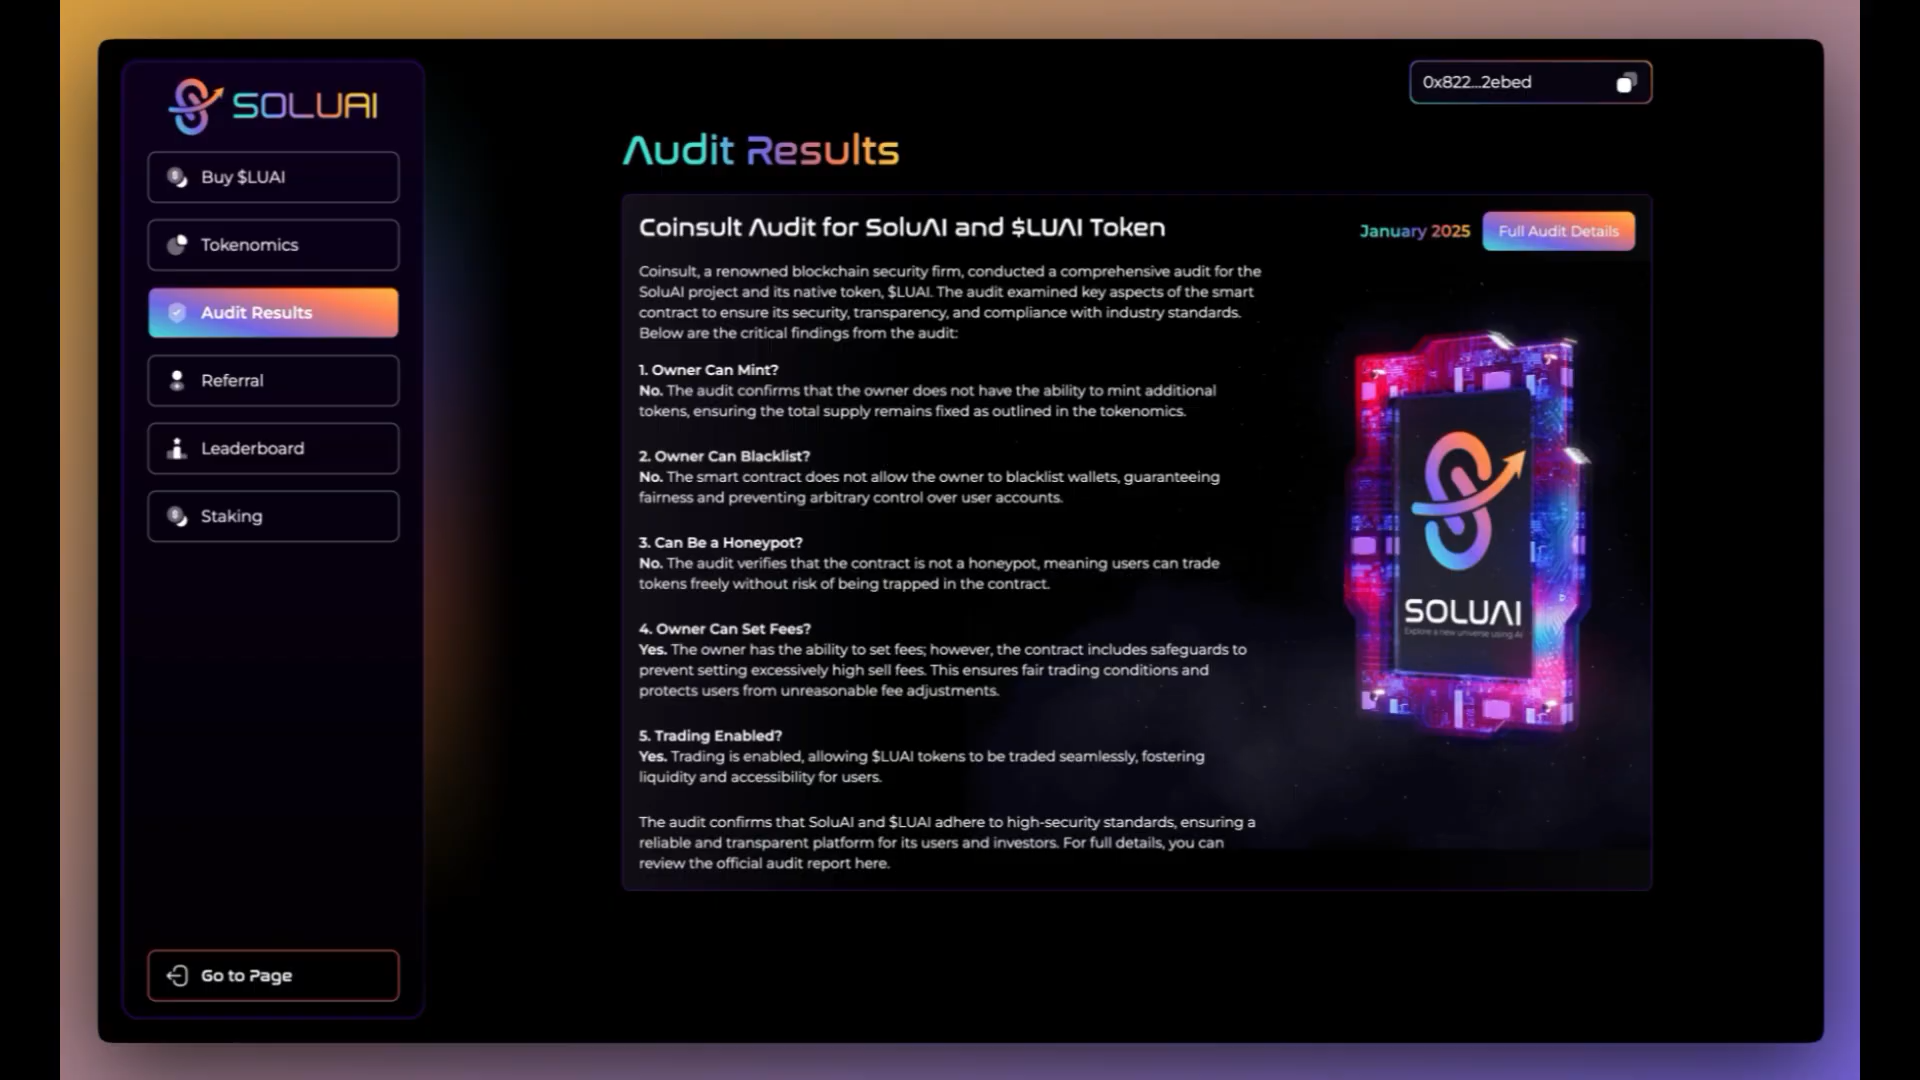 SOLUAI
Buy $LUAI
Tokenomics
Audit Results
Referral
Leaderboard
Staking
Go to Page
0x822...2ebed
Audit Results
Coinsult Audit for SoluAI and $LUAI Token
January 2025
Full Audit Details
Coinsult, a renowned blockchain security firm, conducted a comprehensive audit for the
SoluAI project and its native token, $LUAI. The audit examined key aspects of the smart
contract to ensure its security, transparency, and compliance with industry standards.
Below are the critical findings from the audit:
1. Owner Can Mint?
No. The audit confirms that the owner does not have the ability to mint additional
tokens, ensuring the total supply remains fixed as outlined in the tokenomics.
2. Owner Can Blacklist?
No. The smart contract does not allow the owner to blacklist wallets, guaranteeing
fairness and preventing arbitrary control over user accounts.
3. Can Be a Honeypot?
No. The audit verifies that the contract is not a honeypot, meaning users can trade
tokens freely without risk of being trapped in the contract.
4. Owner Can Set Fees?
Yes. The owner has the ability to set fees; however, the contract includes safeguards to
prevent setting excessively high sell fees. This ensures fair trading conditions and
protects users from unreasonable fee adjustments.
5. Trading Enabled?
Yes. Trading is enabled, allowing $LUAI tokens to be traded seamlessly, fostering
liquidity and accessibility for users.
The audit confirms that SoluAI and $LUAI adhere to high-security standards, ensuring a
reliable and transparent platform for its users and investors. For full details, you can
review the official audit report here.
SOLUAI
Explore a new universe using AI